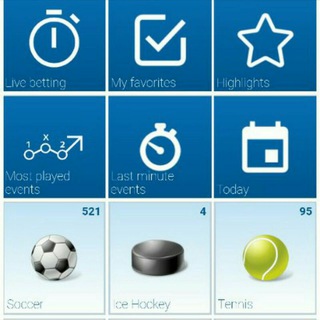 Live betting
My favorites
Highlights
1 X 2
Most played
events
Last minute
events
Today
521
4
95
Soccer
Ice Hockey
Tennis